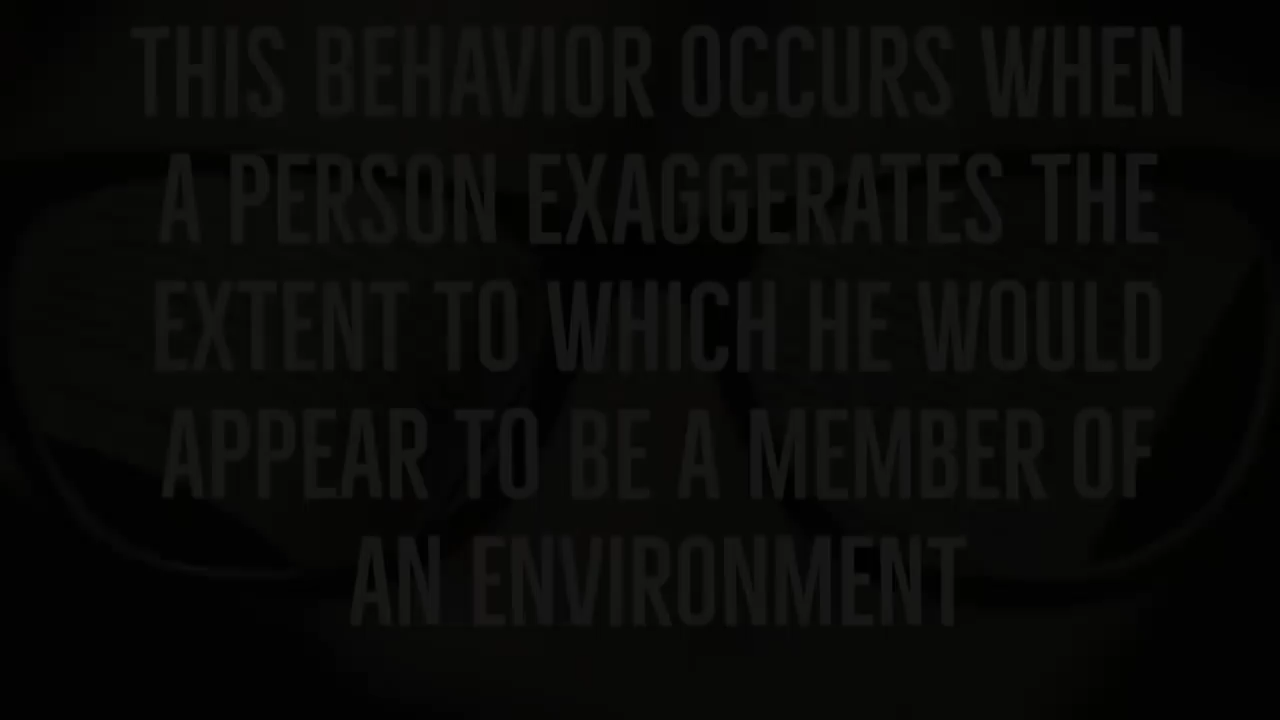 THIS BEHAVIOR OCCURS WHEN
A PERSON EXAGGERATES THE
EXTENT TO WHICH HE WOULD
APPEAR TO BE A MEMBER OF
AN ENVIRONMENT